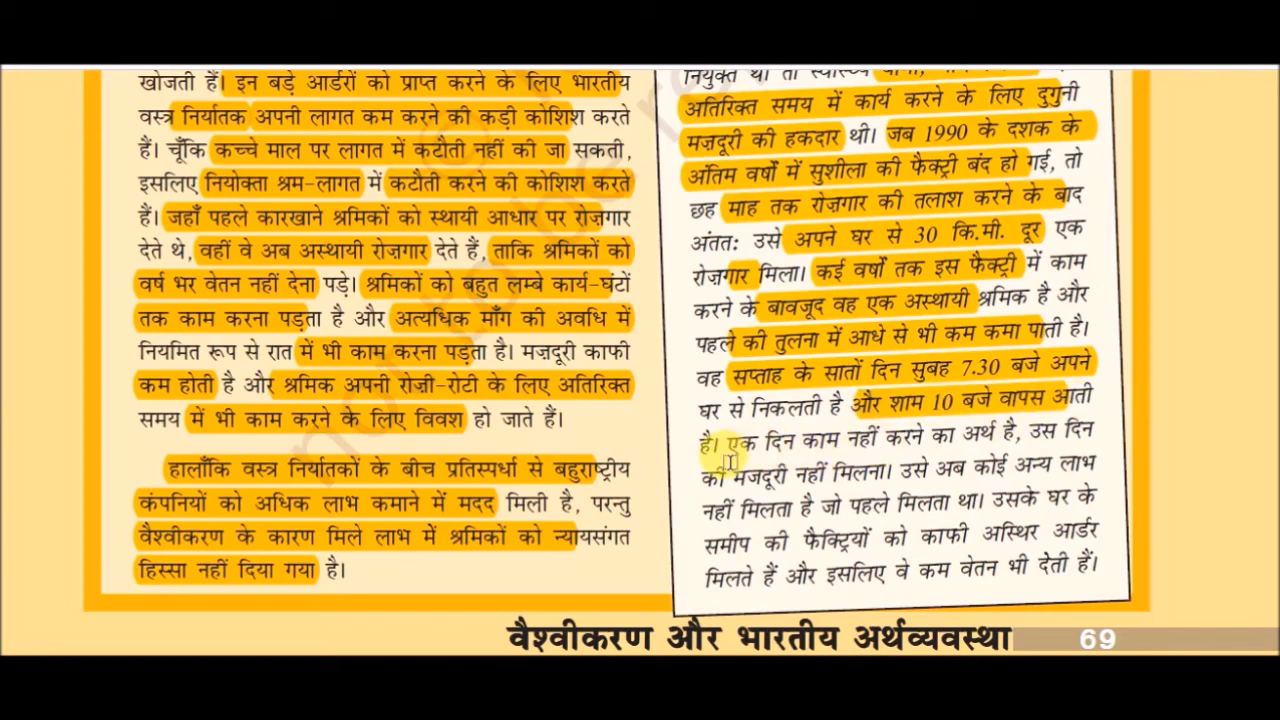 खोजती हैं। इन बड़े आर्डरों को प्राप्त करने के लिए भारतीय
वस्त्र निर्यातक अपनी लागत कम करने की कड़ी कोशिश करते
हैं। चूँकि कच्चे माल पर लागत में कटौती नहीं की जा सकती,
इसलिए नियोक्ता श्रम-लागत में कटौती करने की कोशिश करते
हैं। जहाँ पहले कारखाने श्रमिकों को स्थायी आधार पर रोज़गार
देते थे, वहीं वे अब अस्थायी रोज़गार देते हैं, ताकि श्रमिकों को
वर्ष भर वेतन नहीं देना पड़े। श्रमिकों को बहुत लम्बे कार्य-घंटों
तक काम करना पड़ता है और अत्यधिक माँग की अवधि में
नियमित रूप से रात में भी काम करना पड़ता है। मज़दूरी काफी
कम होती है और श्रमिक अपनी रोज़ी-रोटी के लिए अतिरिक्त
समय में भी काम करने के लिए विवश हो जाते हैं।
हालाँकि वस्त्र निर्यातकों के बीच प्रतिस्पर्धा से बहुराष्ट्रीय
कंपनियों को अधिक लाभ कमाने में मदद मिली है, परन्तु
वैश्वीकरण के कारण मिले लाभ में श्रमिकों को न्यायसंगत
हिस्सा नहीं दिया गया है।
नियुक्त थी तो स्वास्थ्य
अतिरिक्त समय में कार्य करने के लिए दुगुनी
मज़दूरी की हकदार थी। जब 1990 के दशक के
अंतिम वर्षों में सुशीला की फैक्ट्री बंद हो गई, तो
छह माह तक रोज़गार की तलाश करने के बाद
अंततः उसे अपने घर से 30 कि.मी. दूर एक
रोज़गार मिला। कई वर्षों तक इस फैक्ट्री में काम
करने के बावजूद वह एक अस्थायी श्रमिक है और
पहले की तुलना में आधे से भी कम कमा पाती है।
वह सप्ताह के सातों दिन सुबह 7.30 बजे अपने
घर से निकलती है और शाम 10 बजे वापस आती
है। एक दिन काम नहीं करने का अर्थ है, उस दिन
की मजदूरी नहीं मिलना। उसे अब कोई अन्य लाभ
नहीं मिलता है जो पहले मिलता था। उसके घर के
समीप की फैक्ट्रियों को काफी अस्थिर आर्डर
मिलते हैं और इसलिए वे कम वेतन भी देती हैं।
वैश्वीकरण और भारतीय अर्थव्यवस्था 69